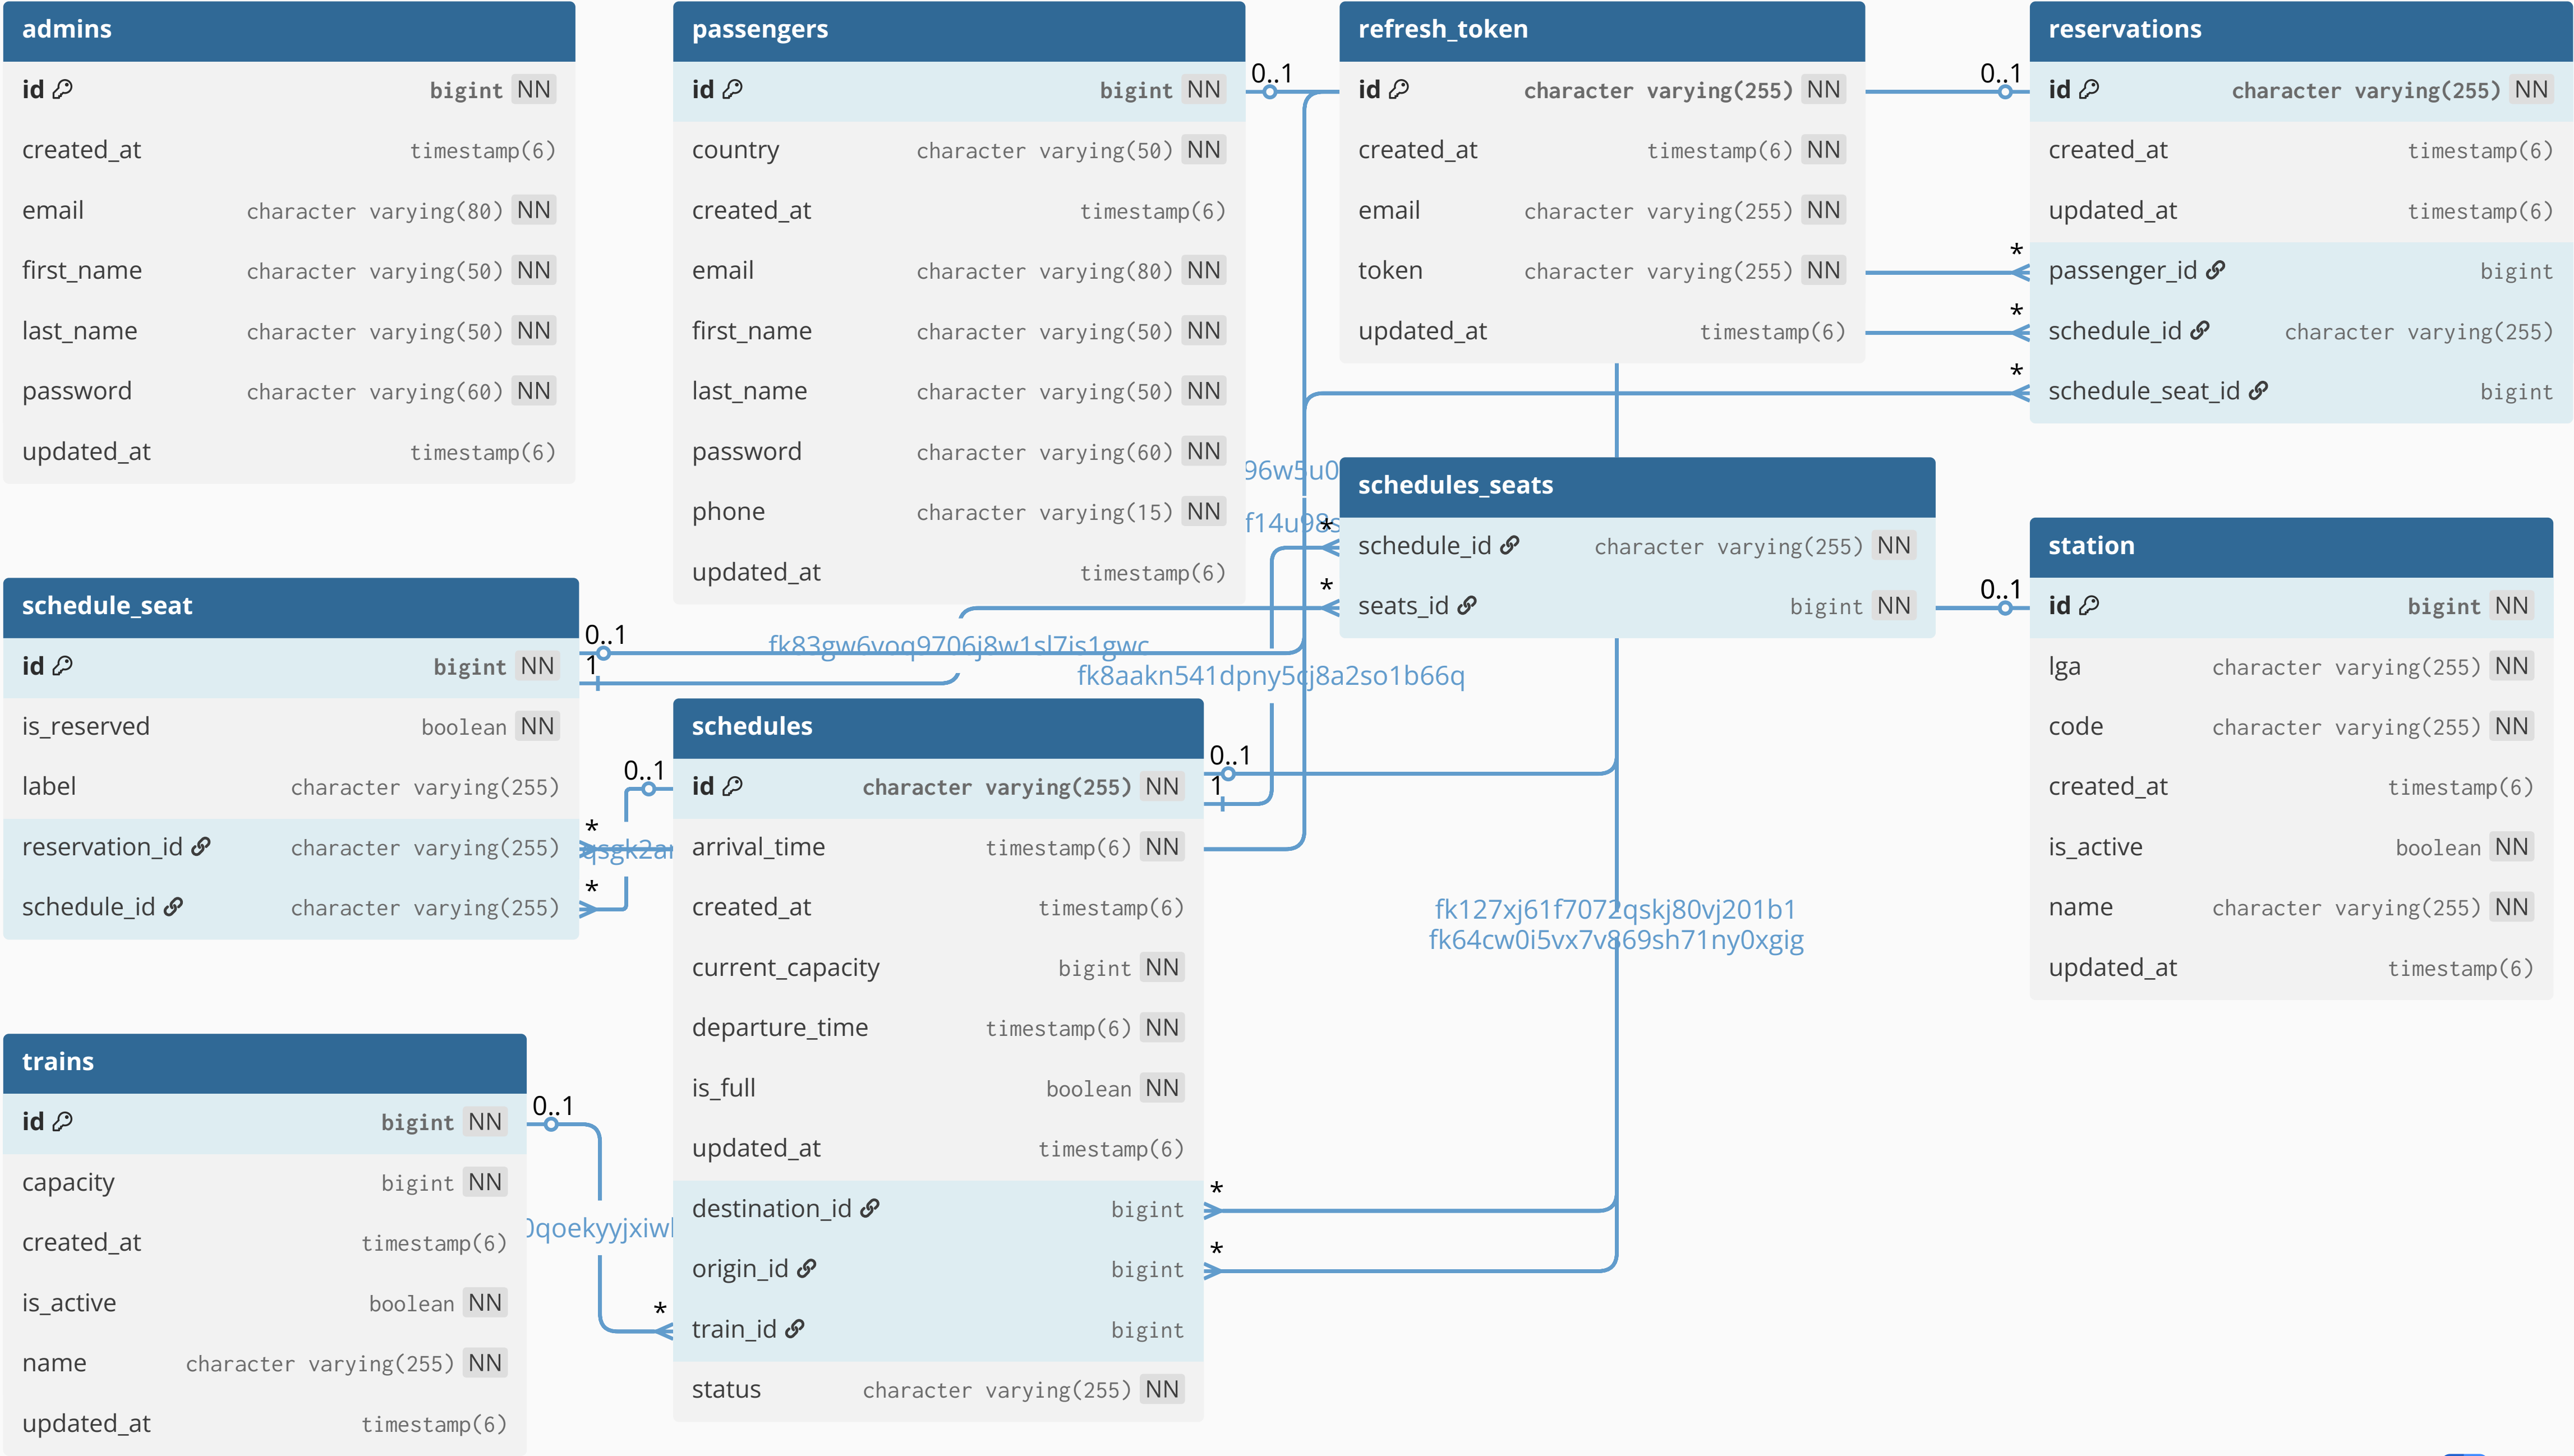 admins
id bigint NN
created_at timestamp(6)
email character varying(80) NN
first_name character varying(50) NN
last_name character varying(50) NN
password character varying(60) NN
updated_at timestamp(6)
passengers
id bigint NN
country character varying(50) NN
created_at timestamp(6)
email character varying(80) NN
first_name character varying(50) NN
last_name character varying(50) NN
password character varying(60) NN
phone character varying(15) NN
updated_at timestamp(6)
0..1
refresh_token
id character varying(255) NN
created_at timestamp(6) NN
email character varying(255) NN
token character varying(255) NN
updated_at timestamp(6)
0..1
*
*
*
reservations
id character varying(255) NN
created_at timestamp(6)
updated_at timestamp(6)
passenger_id bigint
schedule_id character varying(255)
schedule_seat_id bigint
96w5u0
f14u98s
*
*
schedules_seats
schedule_id character varying(255) NN
seats_id bigint NN
0..1
station
id bigint NN
lga character varying(255) NN
code character varying(255) NN
created_at timestamp(6)
is_active boolean NN
name character varying(255) NN
updated_at timestamp(6)
schedule_seat
id bigint NN
is_reserved boolean NN
label character varying(255)
reservation_id character varying(255)
schedule_id character varying(255)
0..1
1
fk83gw6voq9706j8w1sl7is1gwc
fk8aakn541dpny5cj8a2so1b66q
0..1
*
qsgk2a
*
schedules
id character varying(255) NN
arrival_time timestamp(6) NN
created_at timestamp(6)
current_capacity bigint NN
departure_time timestamp(6) NN
is_full boolean NN
updated_at timestamp(6)
destination_id bigint
origin_id bigint
train_id bigint
status character varying(255) NN
0..1
1
fk127xj61f7072qskj80vj201b1
fk64cw0i5vx7v869sh71ny0xgig
*
*
trains
id bigint NN
capacity bigint NN
created_at timestamp(6)
is_active boolean NN
name character varying(255) NN
updated_at timestamp(6)
0..1
0qoekyyjxiw
*